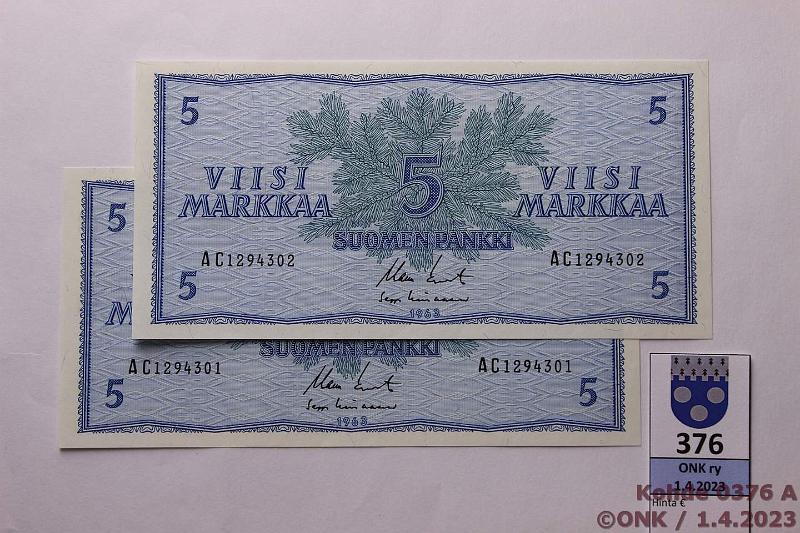 5 5
5
VIISI VIISI
MARKKAA MARKKAA
SUOMEN PANKKI
AC1294302 AC1294302
5 5
1963
5
M
SUOMEN PANKKI
AC1294301 AC1294301
5 5
1963
376
ONK ry
1.4.2023
Hinta €
Kohde 0376 A
©ONK / 1.4.2023